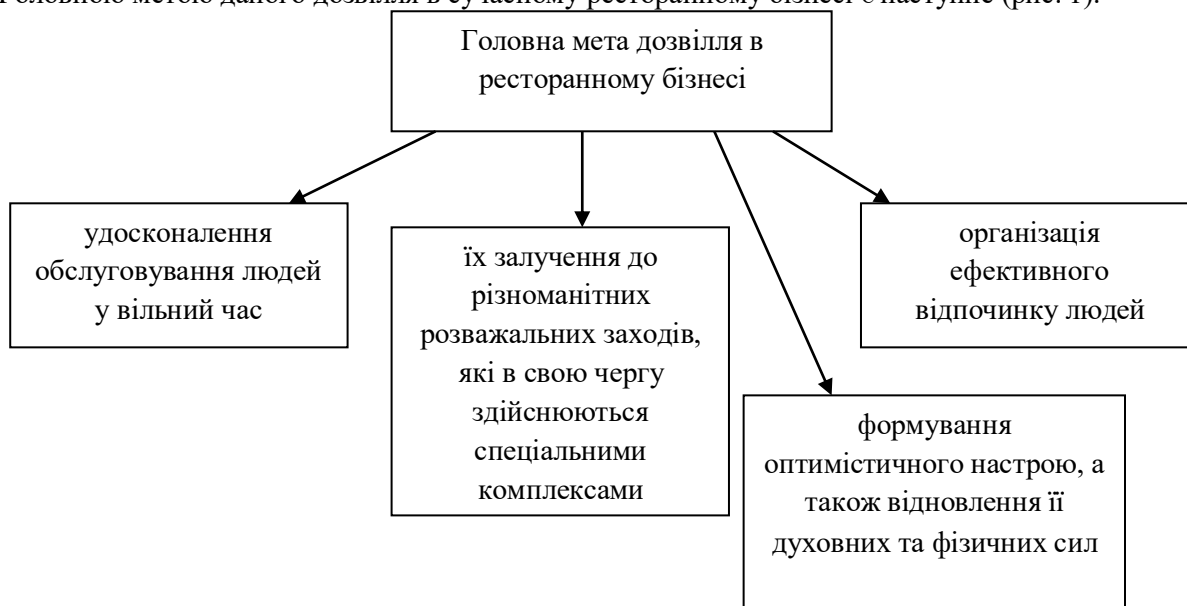 Головною метою даного дозвілля в сучасному ресторанному бізнесі є наступне (рис. 1).
Головна мета дозвілля в
ресторанному бізнесі
удосконалення
обслуговування людей
у вільний час
їх залучення до
різноманітних
розважальних заходів,
які в свою чергу
здійснюються
спеціальними
комплексами
формування
оптимістичного настрою, а
також відновлення її
духовних та фізичних сил
організація
ефективного
відпочинку людей